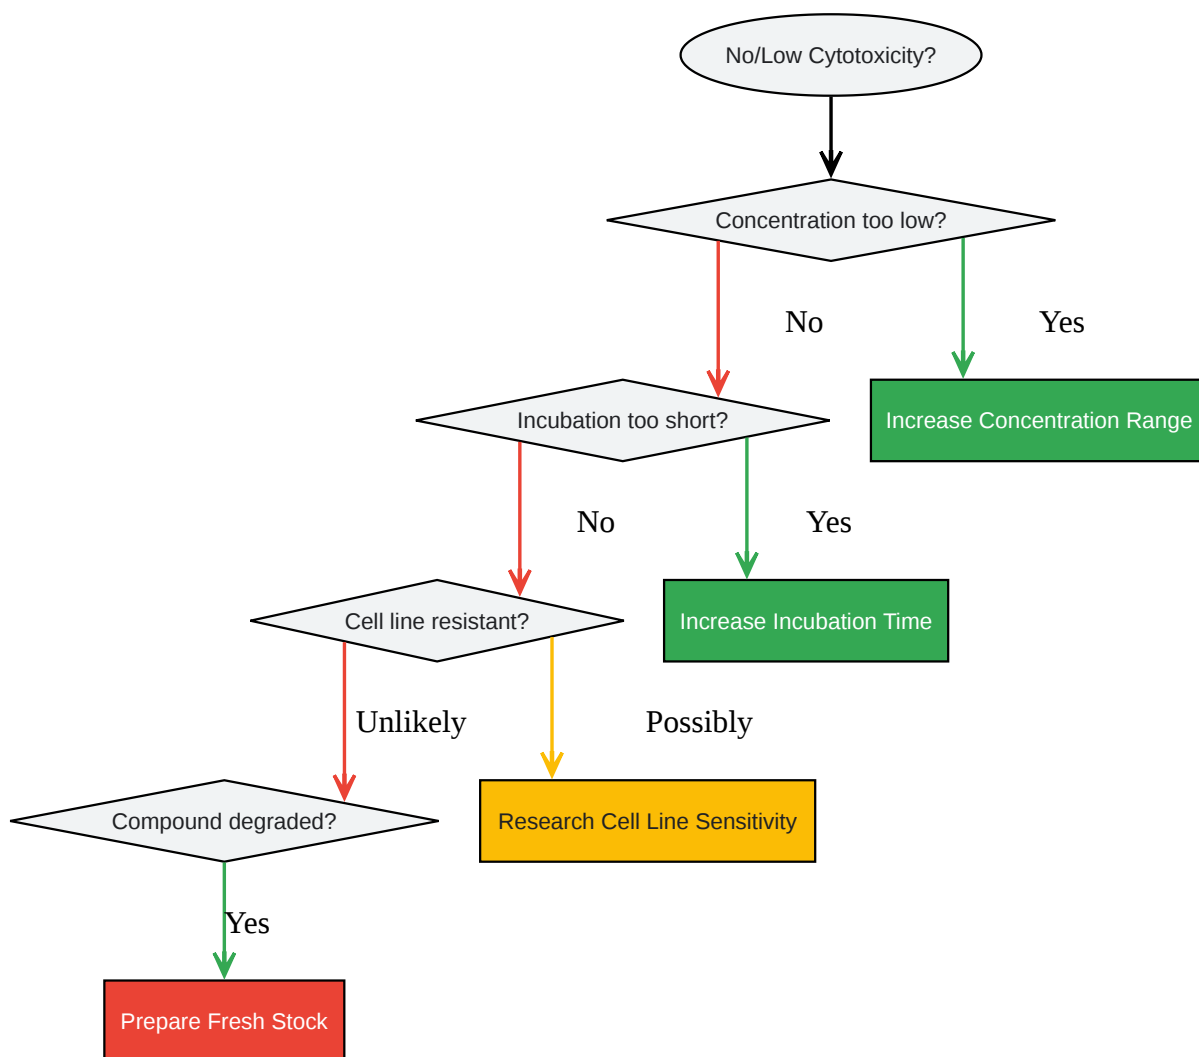 No/Low Cytotoxicity?
Concentration too low?
No
Yes
Incubation too short?
Increase Concentration Range
No
Yes
Cell line resistant?
Increase Incubation Time
Unlikely
Possibly
Compound degraded?
Research Cell Line Sensitivity
Yes
Prepare Fresh Stock